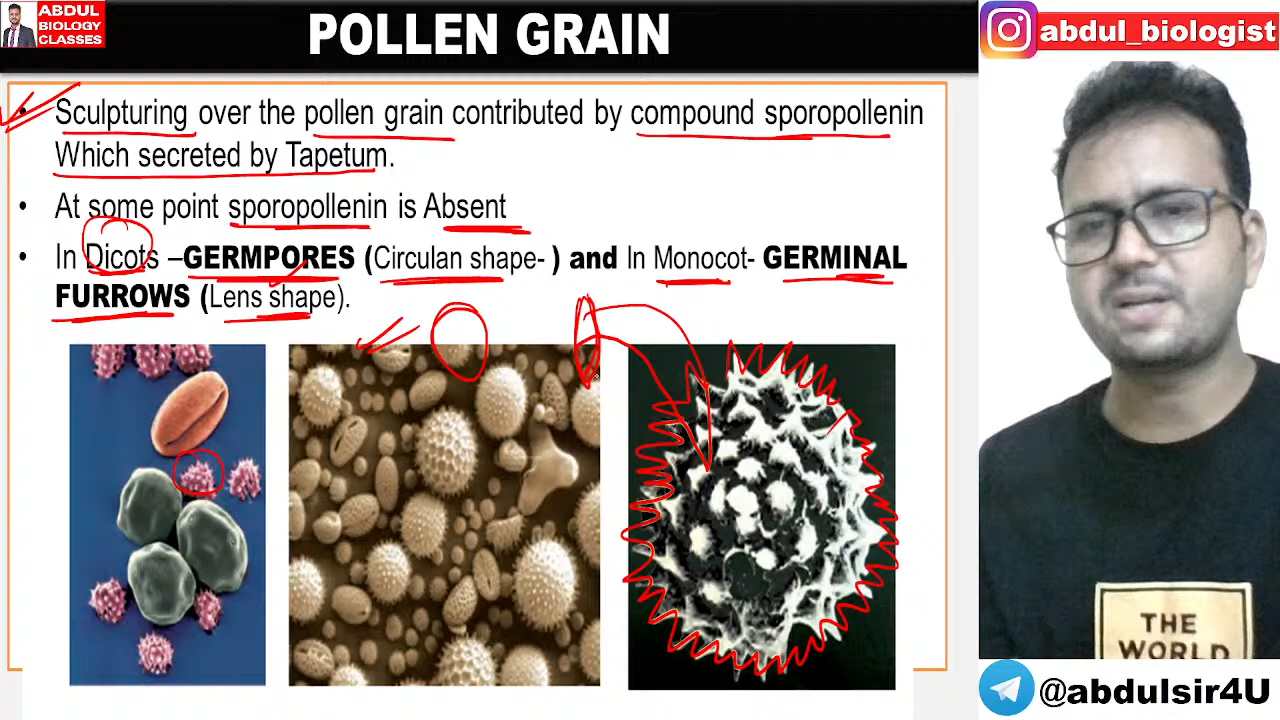 ABDUL
BIOLOGY
CLASSES
POLLEN GRAIN
abdul_biologist
• Sculpturing over the pollen grain contributed by compound sporopollenin
Which secreted by Tapetum.
• At some point sporopollenin is Absent
• In Dicots –GERMPORES (Circulan shape- ) and In Monocot- GERMINAL
FURROWS (Lens shape).
THE
WORLD
@abdulsir4U